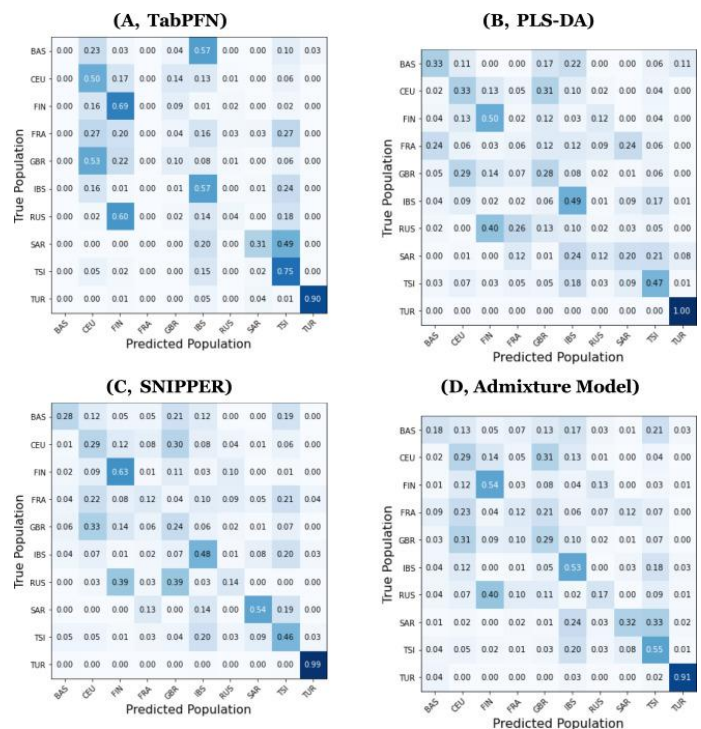 (A, TabPFN)
BAS 0.00 0.23 0.03 0.00 0.04 0.57 0.00 0.00 0.10 0.03
CEU 0.00 0.50 0.17 0.00 0.14 0.13 0.01 0.00 0.06 0.00
FIN 0.00 0.16 0.69 0.00 0.09 0.01 0.02 0.00 0.02 0.00
FRA 0.00 0.27 0.20 0.00 0.04 0.16 0.03 0.03 0.27 0.00
GBR 0.00 0.53 0.22 0.00 0.10 0.08 0.01 0.00 0.06 0.00
IBS 0.00 0.16 0.01 0.00 0.01 0.57 0.00 0.01 0.24 0.00
RUS 0.00 0.02 0.60 0.00 0.02 0.14 0.04 0.00 0.18 0.00
SAR 0.00 0.00 0.00 0.00 0.00 0.20 0.00 0.31 0.49 0.00
TSI 0.00 0.05 0.02 0.00 0.00 0.15 0.00 0.02 0.75 0.00
TUR 0.00 0.00 0.01 0.00 0.00 0.05 0.00 0.04 0.01 0.90
BAS CEU FIN FRA GBR IBS RUS SAR TSI TUR
True Population
Predicted Population
(B, PLS-DA)
BAS 0.33 0.11 0.00 0.00 0.17 0.22 0.00 0.00 0.06 0.11
CEU 0.02 0.33 0.13 0.05 0.31 0.10 0.02 0.00 0.04 0.00
FIN 0.04 0.13 0.50 0.02 0.12 0.03 0.12 0.00 0.04 0.00
FRA 0.24 0.06 0.03 0.06 0.12 0.12 0.09 0.24 0.06 0.00
GBR 0.05 0.29 0.14 0.07 0.28 0.08 0.02 0.01 0.06 0.00
IBS 0.04 0.09 0.02 0.02 0.06 0.49 0.01 0.09 0.17 0.01
RUS 0.00 0.00 0.40 0.26 0.13 0.10 0.02 0.03 0.05 0.00
SAR 0.00 0.01 0.00 0.12 0.01 0.24 0.12 0.20 0.21 0.08
TSI 0.03 0.07 0.03 0.05 0.05 0.18 0.03 0.09 0.47 0.01
TUR 0.00 0.00 0.00 0.00 0.00 0.00 0.00 0.00 0.00 1.00
BAS CEU FIN FRA GBR IBS RUS SAR TSI TUR
True Population
Predicted Population
(C, SNIPPER)
BAS 0.28 0.12 0.05 0.05 0.21 0.12 0.00 0.00 0.19 0.00
CEU 0.01 0.29 0.12 0.08 0.30 0.08 0.04 0.01 0.06 0.00
FIN 0.02 0.09 0.63 0.01 0.11 0.03 0.10 0.00 0.01 0.00
FRA 0.04 0.22 0.08 0.12 0.04 0.10 0.09 0.05 0.21 0.04
GBR 0.06 0.33 0.14 0.06 0.24 0.06 0.02 0.01 0.07 0.00
IBS 0.04 0.07 0.01 0.02 0.07 0.48 0.01 0.08 0.20 0.03
RUS 0.00 0.03 0.39 0.00 0.39 0.03 0.14 0.00 0.00 0.00
SAR 0.00 0.00 0.00 0.13 0.00 0.14 0.00 0.54 0.19 0.00
TSI 0.05 0.05 0.01 0.03 0.04 0.20 0.03 0.09 0.46 0.03
TUR 0.00 0.00 0.00 0.00 0.00 0.00 0.00 0.00 0.00 0.99
BAS CEU FIN FRA GBR IBS RUS SAR TSI TUR
True Population
Predicted Population
(D, Admixture Model)
BAS 0.18 0.13 0.05 0.07 0.13 0.17 0.03 0.01 0.21 0.03
CEU 0.02 0.29 0.14 0.05 0.31 0.13 0.01 0.00 0.04 0.00
FIN 0.01 0.12 0.54 0.03 0.08 0.04 0.13 0.00 0.03 0.01
FRA 0.09 0.23 0.04 0.12 0.21 0.06 0.07 0.12 0.07 0.00
GBR 0.03 0.31 0.09 0.10 0.29 0.10 0.02 0.01 0.07 0.00
IBS 0.04 0.12 0.00 0.01 0.05 0.53 0.00 0.03 0.18 0.03
RUS 0.04 0.07 0.40 0.10 0.11 0.02 0.17 0.00 0.09 0.01
SAR 0.01 0.02 0.00 0.02 0.01 0.24 0.03 0.32 0.33 0.02
TSI 0.04 0.05 0.02 0.01 0.03 0.20 0.03 0.08 0.55 0.01
TUR 0.04 0.00 0.00 0.00 0.00 0.03 0.00 0.00 0.02 0.91
BAS CEU FIN FRA GBR IBS RUS SAR TSI TUR
True Population
Predicted Population